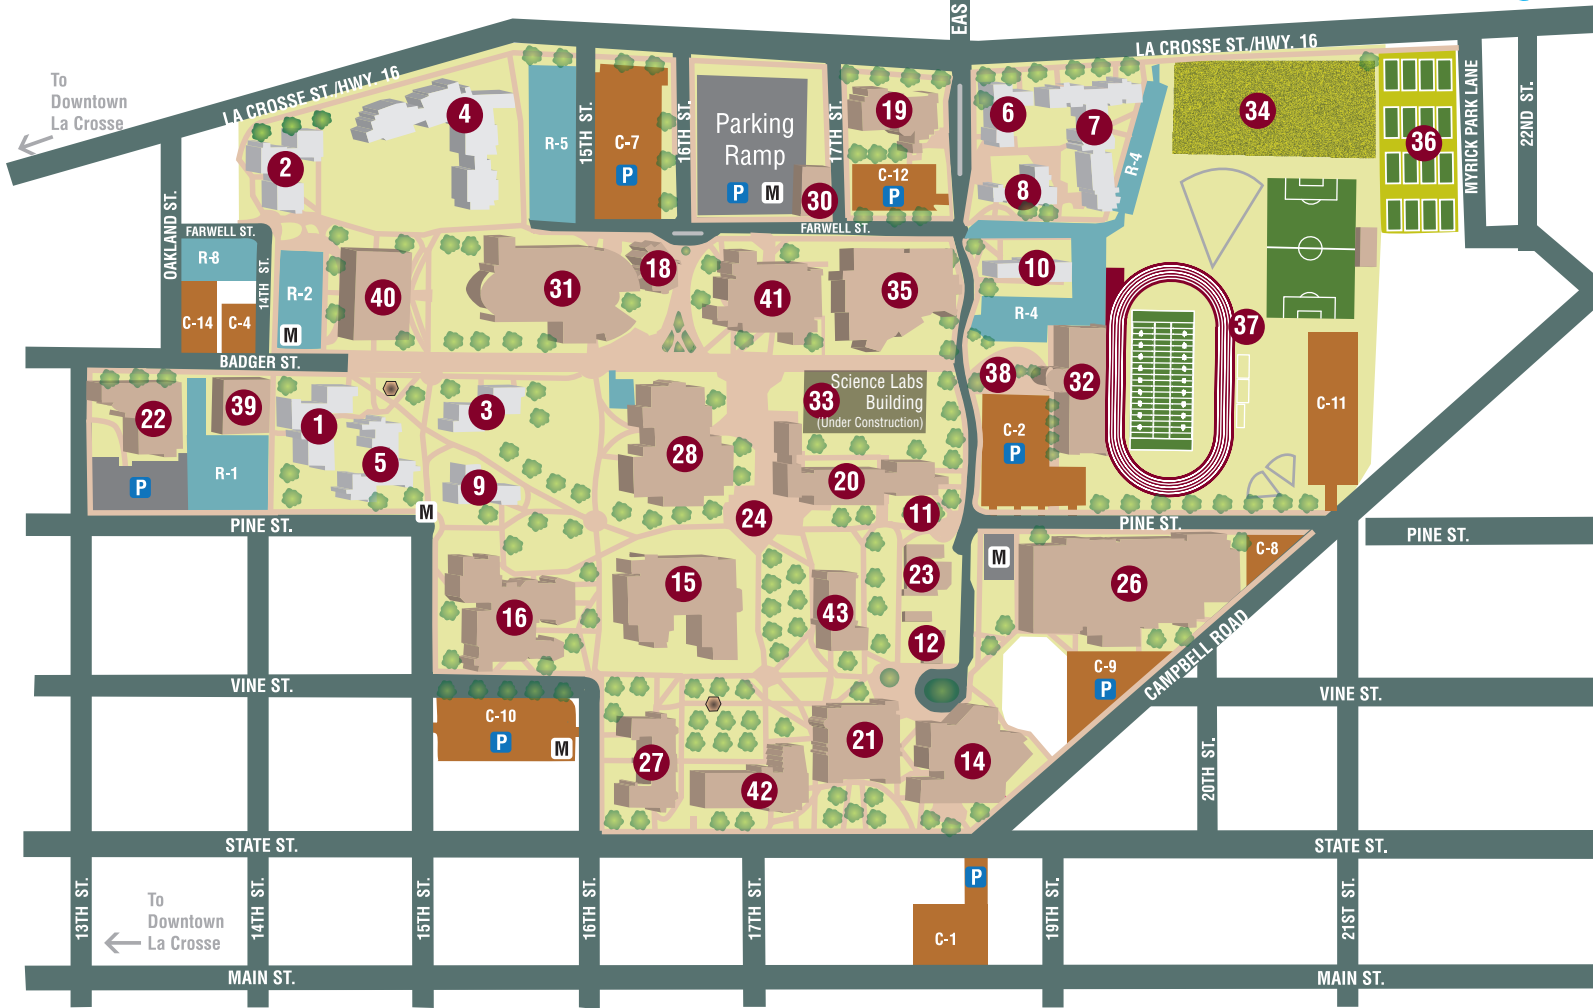 EAS
LA CROSSE ST./HWY. 16
To
Downtown
La Crosse
LA CROSSE ST./HWY. 16
4
2
R-5
15TH ST.
C-7
P
16TH ST.
Parking
Ramp
P
M
30
17TH ST.
19
C-12
P
6
7
8
R-4
34
36
MYRICK PARK LANE
22ND ST.
OAKLAND ST.
FARWELL ST.
FARWELL ST.
R-8
14TH ST.
R-2
M
C-14
C-4
40
31
18
41
35
10
R-4
37
BADGER ST.
22
39
1
3
5
9
28
33
Science Labs
Building
(Under Construction)
38
32
C-2
P
C-11
P
R-1
M
20
24
11
PINE ST.
PINE ST.
PINE ST.
16
15
43
23
12
M
26
C-8
CAMPBELL ROAD
C-9
P
VINE ST.
VINE ST.
C-10
P
M
27
42
21
14
20TH ST.
STATE ST.
STATE ST.
13TH ST.
To
Downtown
La Crosse
14TH ST.
15TH ST.
16TH ST.
17TH ST.
P
C-1
19TH ST.
21ST ST.
MAIN ST.
MAIN ST.